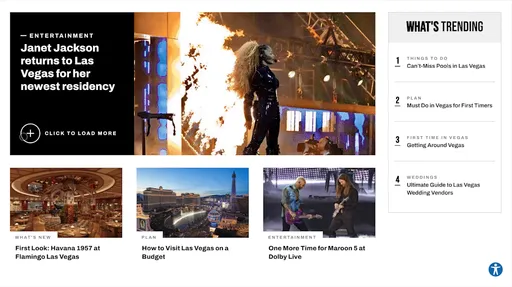 ENTERTAINMENT
Janet Jackson
returns to Las
Vegas for her
newest residency
CLICK TO LOAD MORE
WHAT'S NEW
First Look: Havana 1957 at
Flamingo Las Vegas
PLAN
How to Visit Las Vegas on a
Budget
ENTERTAINMENT
One More Time for Maroon 5 at
Dolby Live
WHAT'S TRENDING
1
THINGS TO DO
Can't-Miss Pools in Las Vegas
2
PLAN
Must Do in Vegas for First Timers
3
FIRST TIME IN VEGAS
Getting Around Vegas
4
WEDDINGS
Ultimate Guide to Las Vegas
Wedding Vendors